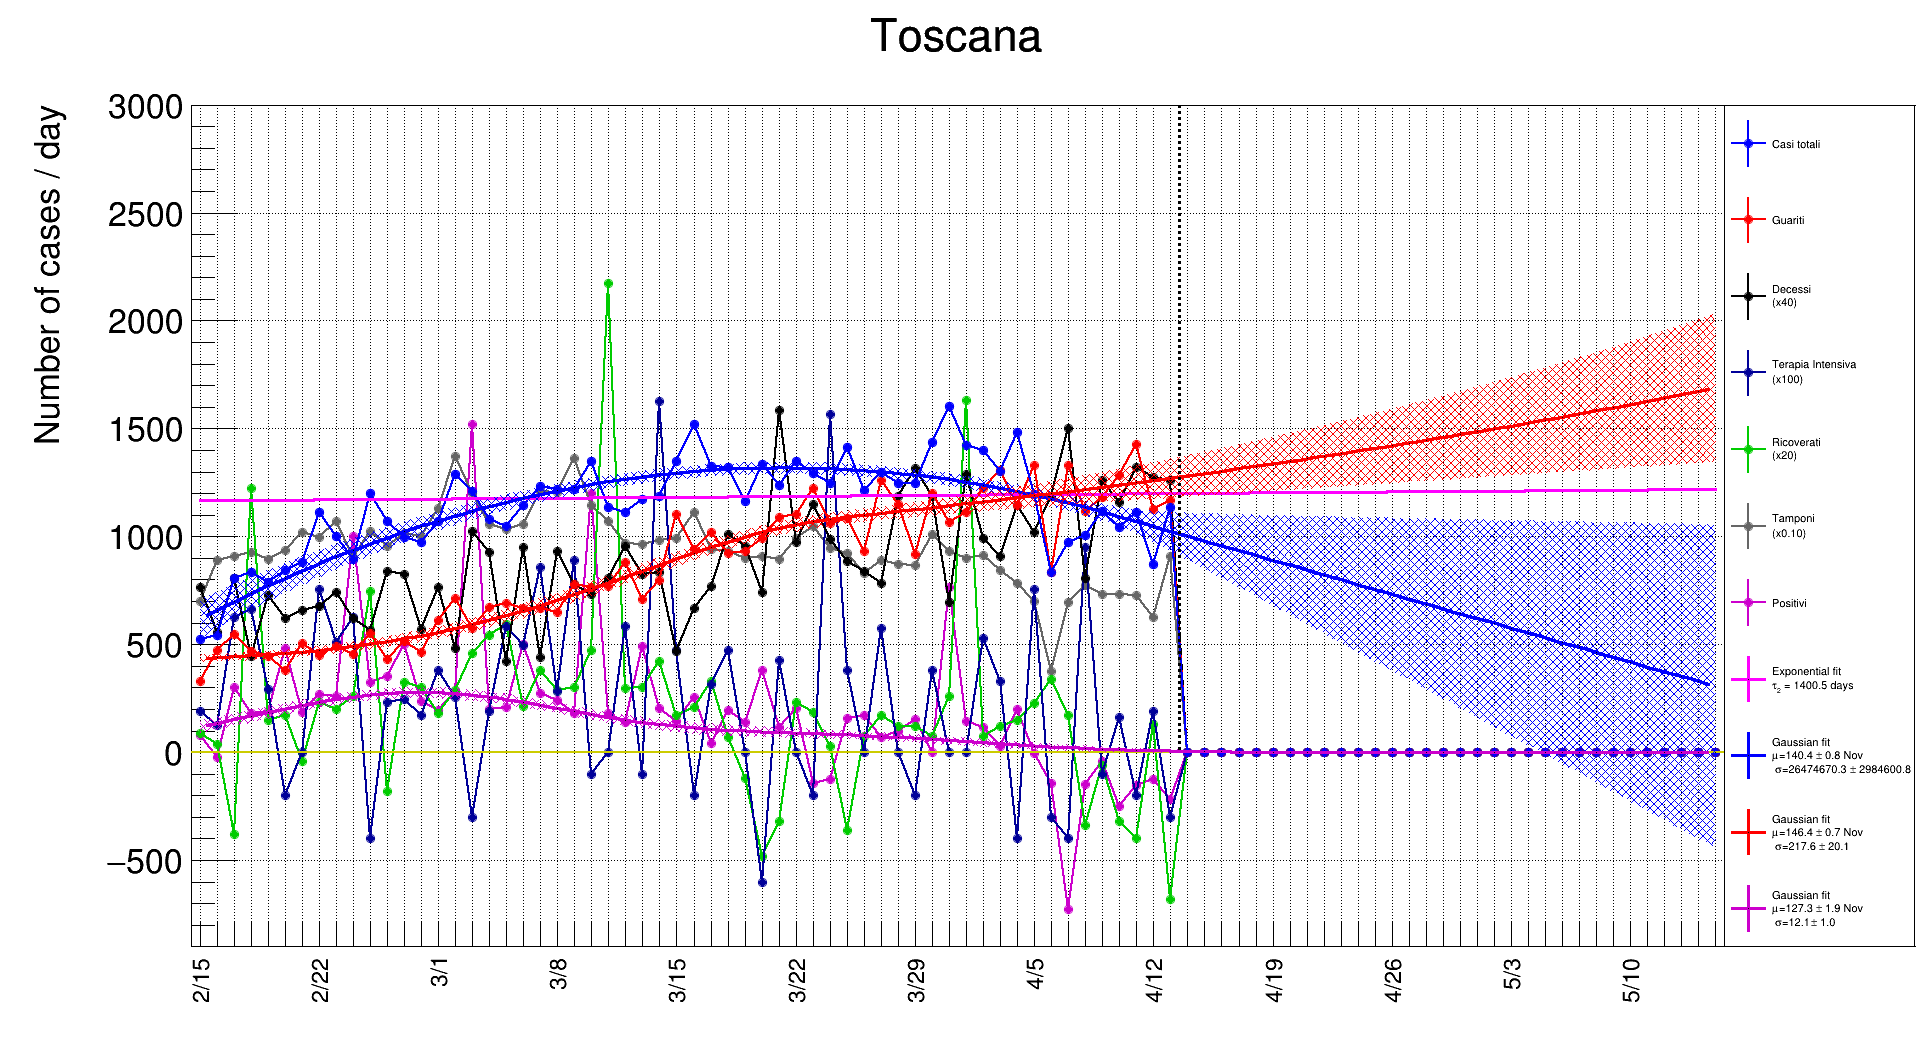 Toscana
Number of cases / day
3000
2500
2000
1500
1000
500
0
−500
2/15
2/22
3/1
3/8
3/15
3/22
3/29
4/5
4/12
4/19
4/26
5/3
5/10
Casi totali
Guariti
Decessi
(x40)
Terapia Intensiva
(x100)
Ricoverati
(x20)
Tamponi
(x0.10)
Positivi
Exponential fit
τ₂ = 1400.5 days
Gaussian fit
μ=140.4 ± 0.8 Nov
σ=26474670.3 ± 2984600.8
Gaussian fit
μ=146.4 ± 0.7 Nov
σ=217.6 ± 20.1
Gaussian fit
μ=127.3 ± 1.9 Nov
σ=12.1 ± 1.0